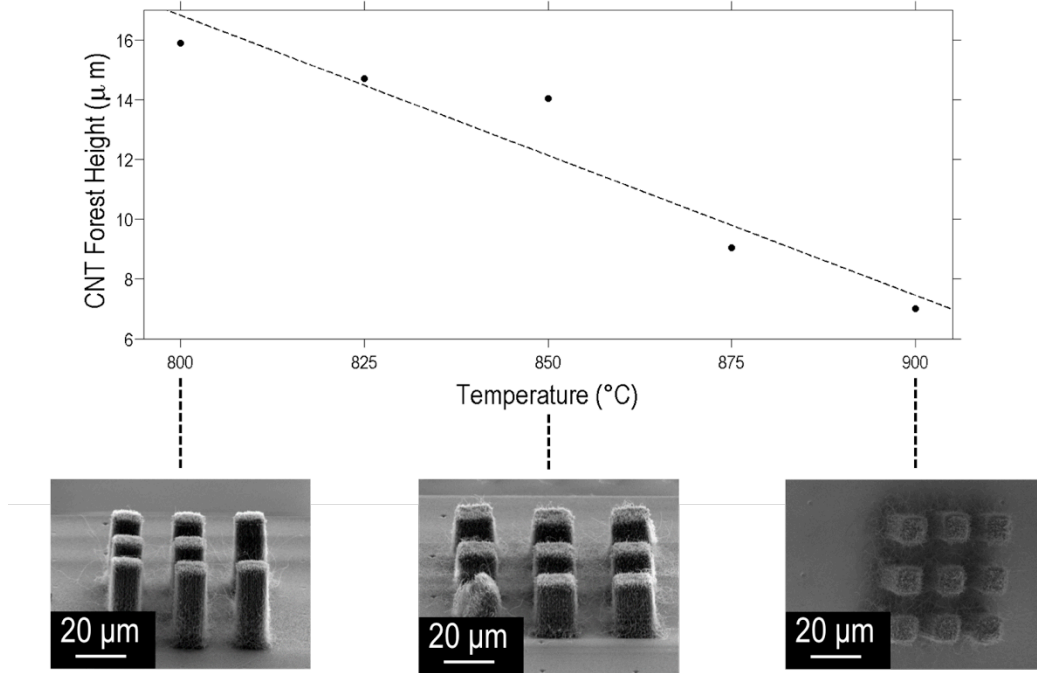 16
14
12
10
8
6
CNT Forest Height (μ m)
800 825 850 875 900
Temperature (°C)
20 μm 20 μm 20 μm